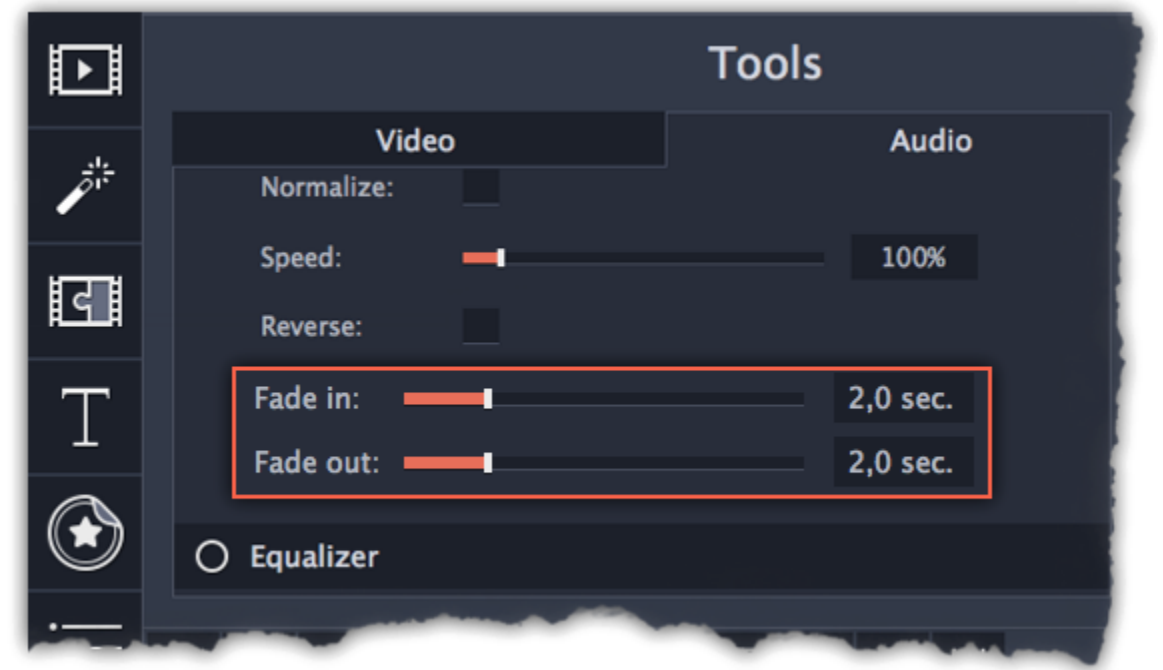 Tools
Video Audio
Normalize:
Speed: 100%
Reverse:
Fade in: 2,0 sec.
Fade out: 2,0 sec.
Equalizer